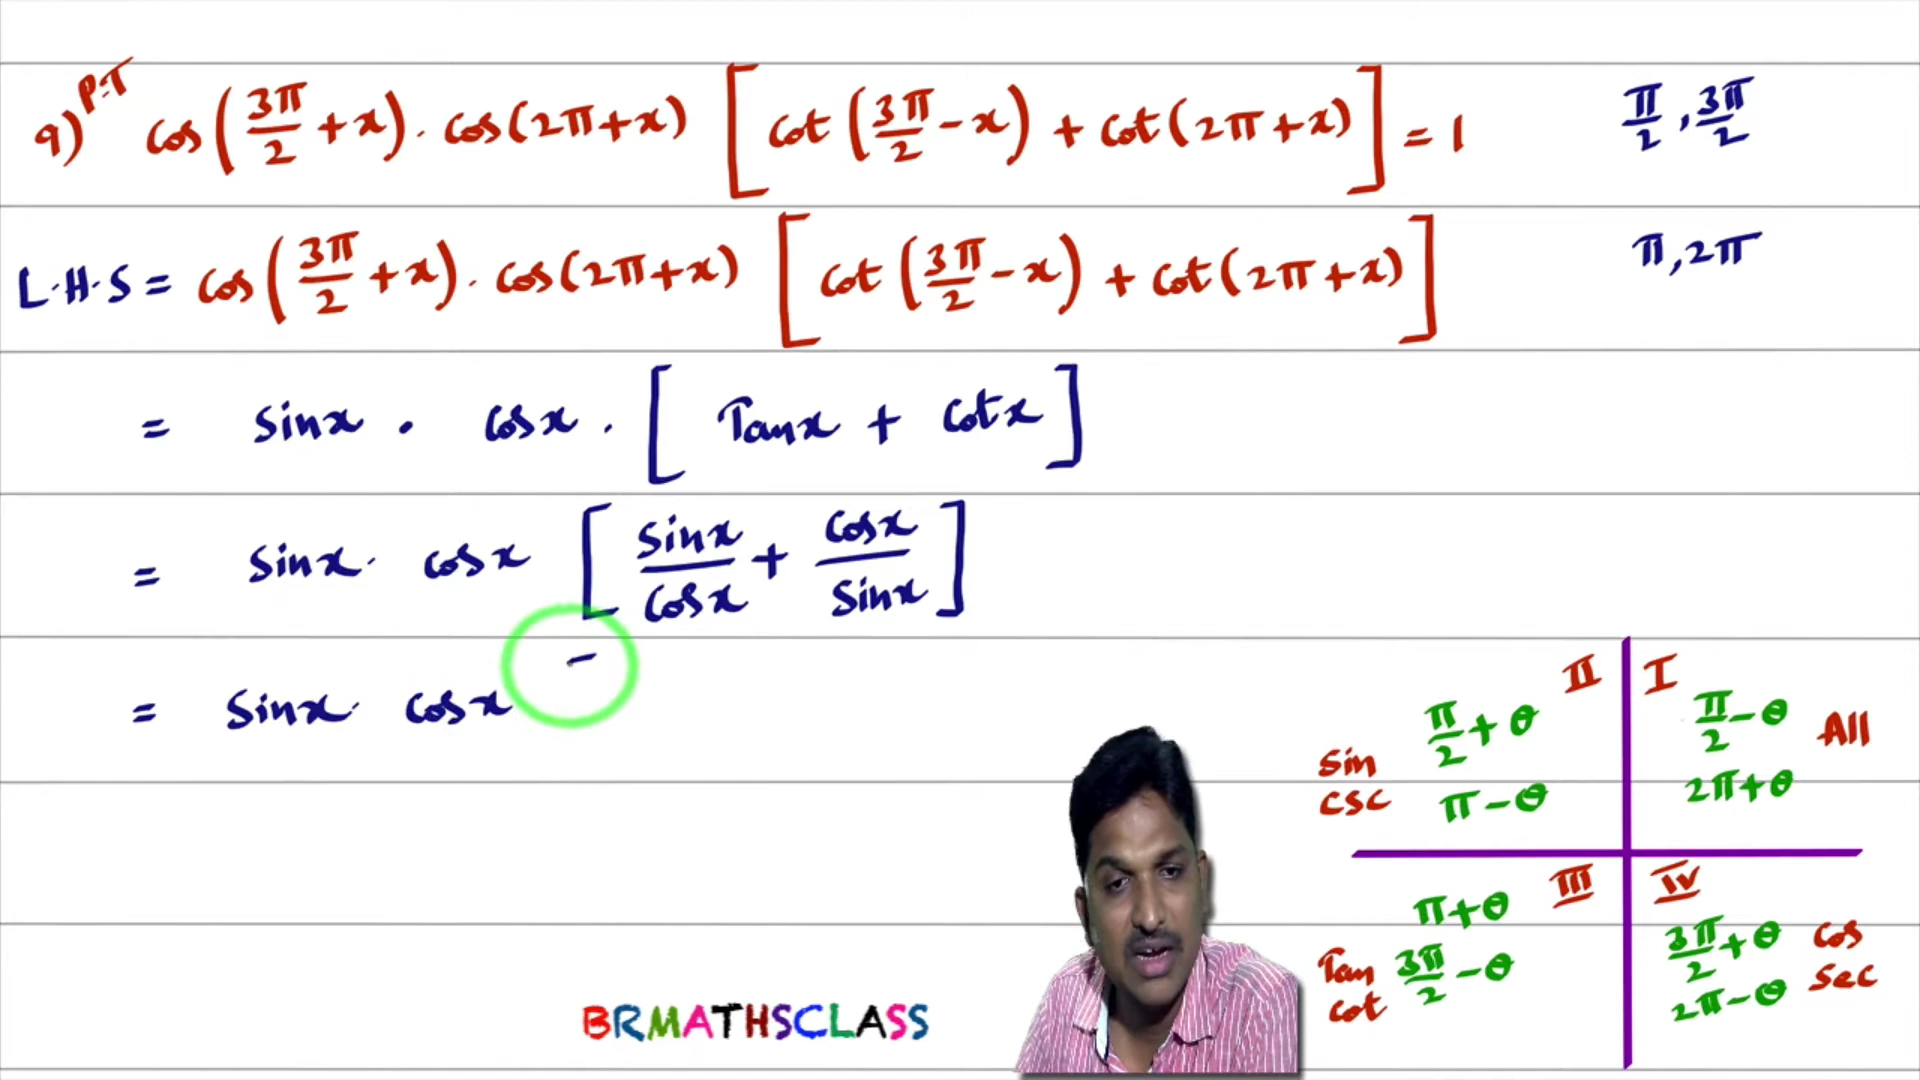 9) P.T cos(3π/2 + x). cos(2π+x) [cot(3π/2 - x) + cot(2π+x)] = 1
π/2, 3π/2
L.H.S = cos(3π/2 + x). cos(2π+x) [cot(3π/2 - x) + cot(2π+x)]
π, 2π
= sinx . cosx . [Tanx + cotx]
= sinx. cosx [sinx/cosx + cosx/sinx]
= sinx. cosx
II I
π/2 + θ π/2 - θ All
sin
csc π - θ 2π + θ
π + θ III IV
Tan 3π/2 - θ 3π/2 + θ cos
cot 2π - θ sec
BRMATHSCLASS